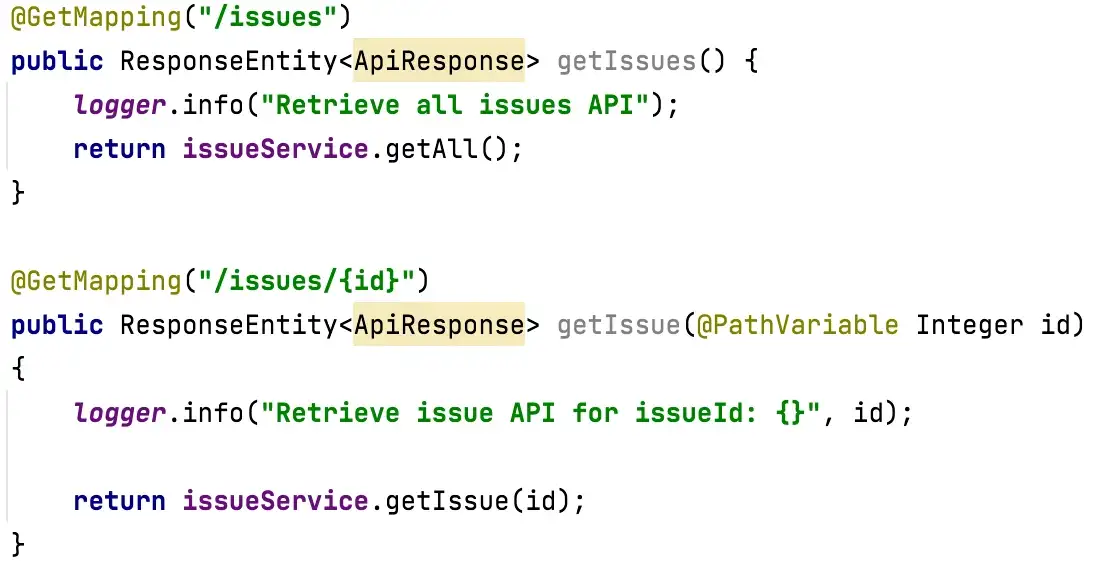 @GetMapping("/issues")
public ResponseEntity<ApiResponse> getIssues() {
    logger.info("Retrieve all issues API");
    return issueService.getAll();
}
@GetMapping("/issues/{id}")
public ResponseEntity<ApiResponse> getIssue(@PathVariable Integer id)
{
    logger.info("Retrieve issue API for issueId: {}", id);
    return issueService.getIssue(id);
}